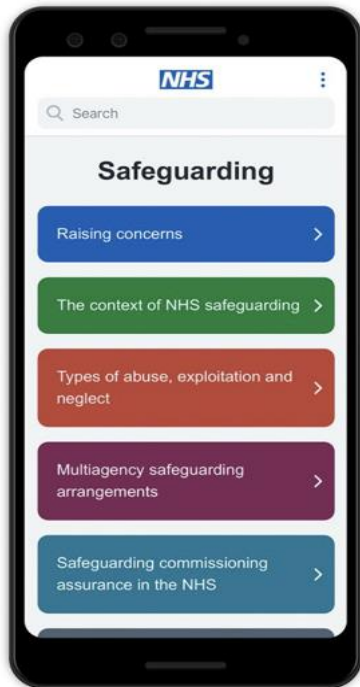 NHS
Search
Safeguarding
Raising concerns
The context of NHS safeguarding
Types of abuse, exploitation and
neglect
Multiagency safeguarding
arrangements
Safeguarding commissioning
assurance in the NHS